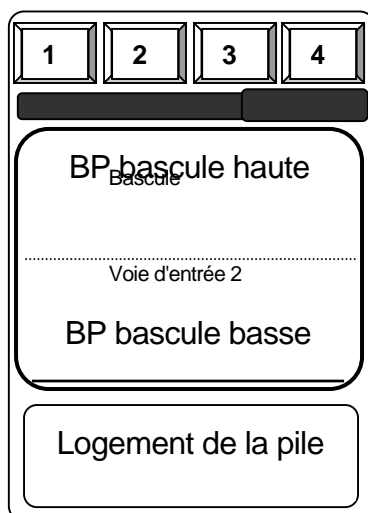 1 2 3 4
BP bascule haute
Bascule
Voie d'entrée 2
BP bascule basse
Logement de la pile